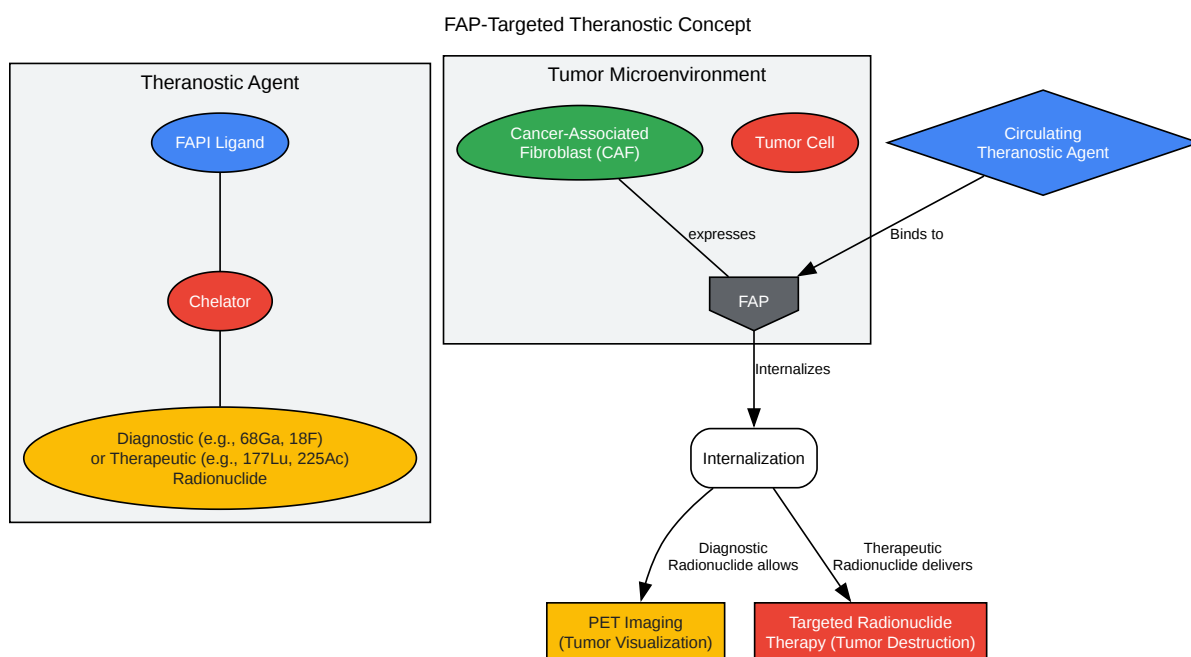 FAP-Targeted Theranostic Concept
Theranostic Agent
FAPI Ligand
Chelator
Diagnostic (e.g., 68Ga, 18F)
or Therapeutic (e.g., 177Lu, 225Ac)
Radionuclide
Tumor Microenvironment
Cancer-Associated
Fibroblast (CAF)
Tumor Cell
Circulating
Theranostic Agent
expresses
Binds to
FAP
Internalizes
Internalization
Diagnostic
Radionuclide allows
Therapeutic
Radionuclide delivers
PET Imaging
(Tumor Visualization)
Targeted Radionuclide
Therapy (Tumor Destruction)